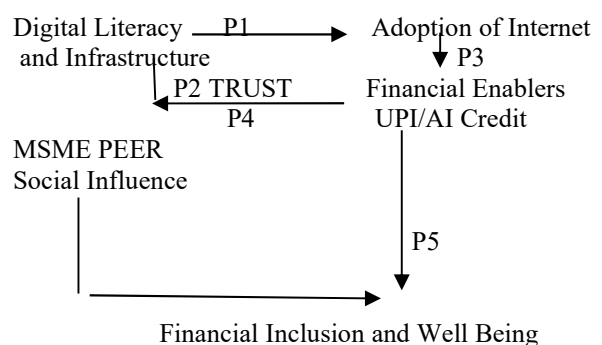 Digital Literacy P1 Adoption of Internet
and Infrastructure P3
P2 TRUST Financial Enablers
P4 UPI/AI Credit
MSME PEER
Social Influence
P5
Financial Inclusion and Well Being